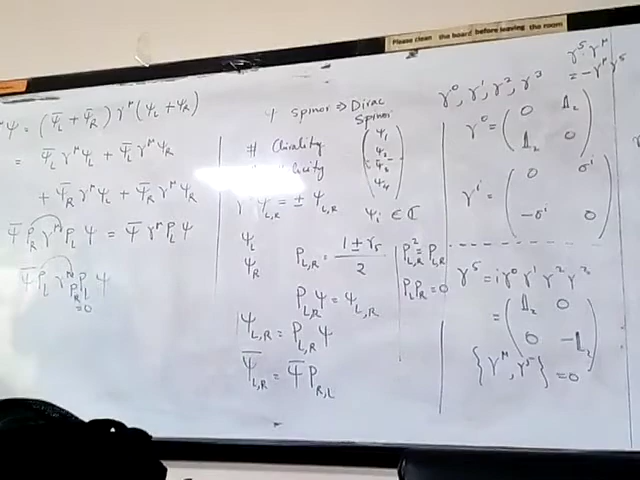 Please clean the board before leaving the room
ψ = (ψ̄_L + ψ̄_R) γ^μ (ψ_L + ψ_R)
= ψ̄_L γ^μ ψ_L + ψ̄_L γ^μ ψ_R
+ ψ̄_R γ^μ ψ_L + ψ̄_R γ^μ ψ_R
ψ̄ P_R γ^μ P_L ψ = ψ̄ γ^μ P_L ψ
ψ̄ P_L γ^μ P_L ψ
P_R P_L
= 0
Spinor ⇒ Dirac
Spinor
# Chirality
ψ_1
ψ_2
ψ_3
ψ_4
ψ_{L,R} = ± ψ_{L,R}
ψ_i ∈ ℂ
ψ_L
ψ_R
P_{L,R} = (1 ± γ_5) / 2
P²_{L,R} = P_{L,R}
P_L P_R = 0
P_{L,R} ψ = ψ_{L,R}
ψ_{L,R} = P_{L,R} ψ
ψ̄_{L,R} = ψ̄ P_{R,L}
γ^0, γ^1, γ^2, γ^3
γ^5 γ^μ
= -γ^μ γ^5
γ^0 = ( 0 𝟙_2
𝟙_2 0 )
γ^i = ( 0 σ^i
-σ^i 0 )
γ^5 = i γ^0 γ^1 γ^2 γ^3
= ( 𝟙_2 0
0 -𝟙_2 )
{γ^μ, γ^5} = 0